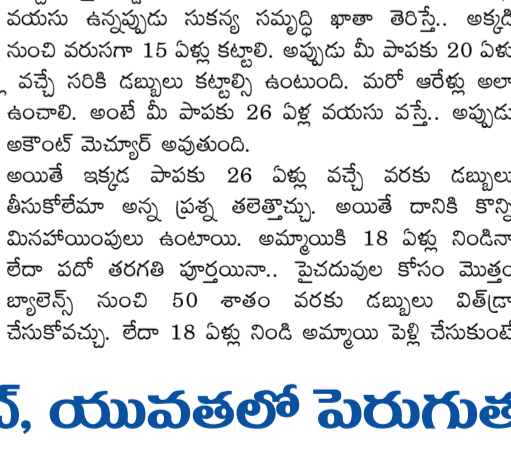 వయసు ఉన్నప్పుడు సుకన్య సమృద్ధి ఖాతా తెరిస్తే.. అక్కడి
నుంచి వరుసగా 15 ఏళ్లు కట్టాలి. అప్పుడు మీ పాపకు 20 ఏళు
వచ్చే సరికి డబ్బులు కట్టాల్సి ఉంటుంది. మరో ఆరేళ్లు అలా
ఉంచాలి. అంటే మీ పాపకు 26 ఏళ్ల వయసు వస్తే.. అప్పుడు
అకౌంట్ మెచ్యూర్ అవుతుంది.
అయితే ఇక్కడ పాపకు 26 ఏళ్లు వచ్చే వరకు డబ్బులు
తీసుకోలేమా అన్న ప్రశ్న తలెత్తొచ్చు. అయితే దానికి కొన్ని
మినహాయింపులు ఉంటాయి. అమ్మాయికి 18 ఏళ్లు నిండినా
లేదా పదో తరగతి పూర్తయినా.. పైచదువుల కోసం మొత్తం
బ్యాలెన్స్ నుంచి 50 శాతం వరకు డబ్బులు విత్‌డ్రా
చేసుకోవచ్చు. లేదా 18 ఏళ్లు నిండి అమ్మాయి పెళ్లి చేసుకుంటే
, యువతలో పెరుగుత